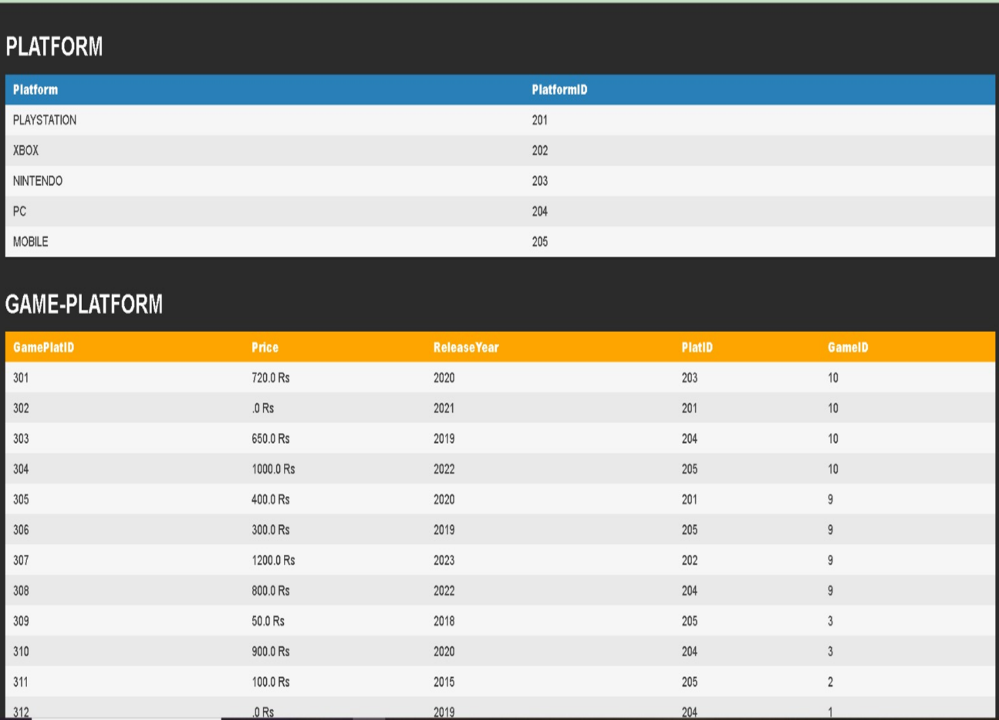 PLATFORM
Platform PlatformID
PLAYSTATION 201
XBOX 202
NINTENDO 203
PC 204
MOBILE 205
GAME-PLATFORM
GamePlatID Price ReleaseYear PlatID GameID
301 720.0 Rs 2020 203 10
302 .0 Rs 2021 201 10
303 650.0 Rs 2019 204 10
304 1000.0 Rs 2022 205 10
305 400.0 Rs 2020 201 9
306 300.0 Rs 2019 205 9
307 1200.0 Rs 2023 202 9
308 800.0 Rs 2022 204 9
309 50.0 Rs 2018 205 3
310 900.0 Rs 2020 204 3
311 100.0 Rs 2015 205 2
312 .0 Rs 2019 204 1